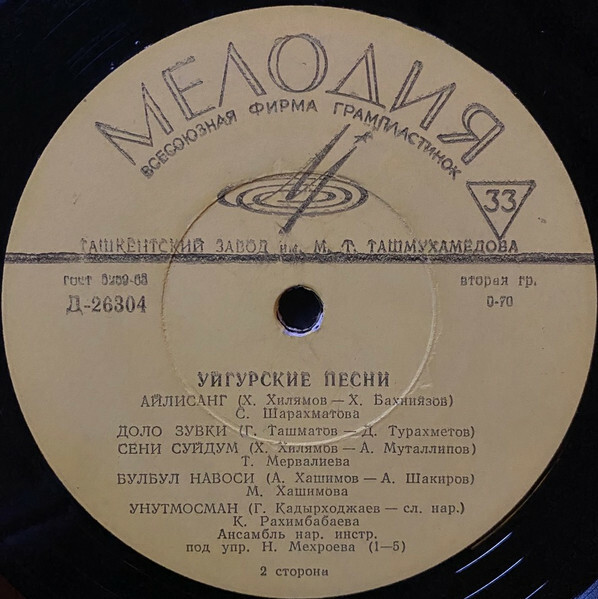 МЕЛОДИЯ
ВСЕСОЮЗНАЯ ФИРМА ГРАМПЛАСТИНОК
33
ТАШКЕНТСКИЙ ЗАВОД им. М. Т. ТАШМУХАМЕДОВА
гост 5289-68
вторая гр.
Д-26304
0-70
УЙГУРСКИЕ ПЕСНИ
АЙЛИСАНГ (Х. Хилямов — Х. Бахниязов)
С. Шарахматова
ДОЛО ЗУВКИ (Г. Ташматов — Д. Турахметов)
СЕНИ СУЙДУМ (Х. Хилямов — А. Муталлипов)
Т. Мервалиева
БУЛБУЛ НАВОСИ (А. Хашимов — А. Шакиров)
М. Хашимова
УНУТМОСМАН (Г. Кадырходжаев — сл. нар.)
К. Рахимбабаева
Ансамбль нар. инстр.
под упр. Н. Мехроева (1—5)
2 сторона